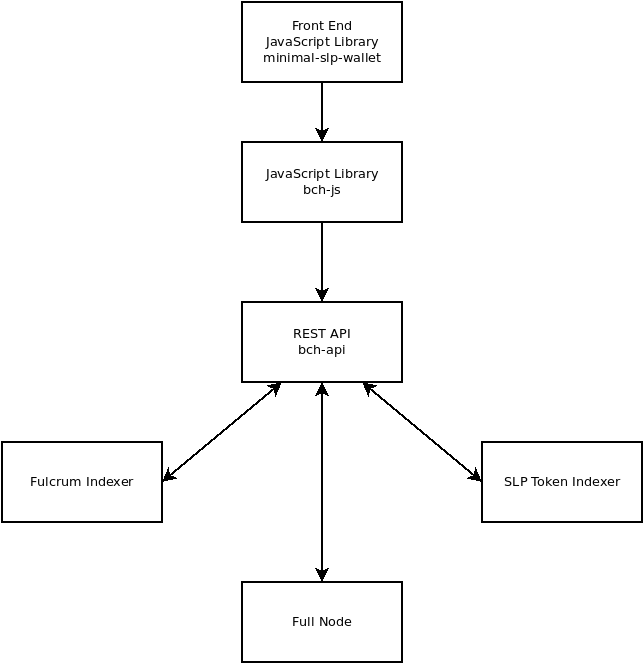 Front End
JavaScript Library
minimal-slp-wallet
JavaScript Library
bch-js
REST API
bch-api
Fulcrum Indexer
SLP Token Indexer
Full Node